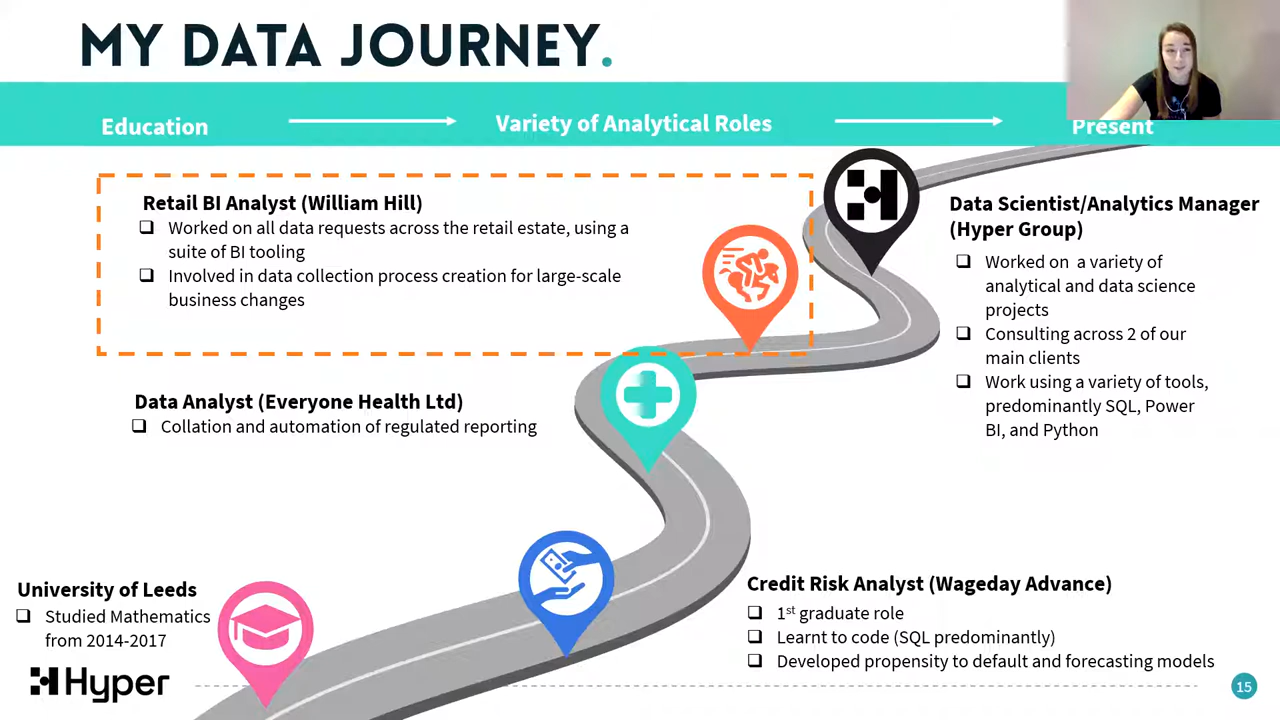 MY DATA JOURNEY.
Education
Variety of Analytical Roles
Present
Retail BI Analyst (William Hill)
Worked on all data requests across the retail estate, using a
suite of BI tooling
Involved in data collection process creation for large-scale
business changes
Data Scientist/Analytics Manager
(Hyper Group)
Worked on a variety of
analytical and data science
projects
Consulting across 2 of our
main clients
Work using a variety of tools,
predominantly SQL, Power
BI, and Python
Data Analyst (Everyone Health Ltd)
Collation and automation of regulated reporting
University of Leeds
Studied Mathematics
from 2014-2017
Credit Risk Analyst (Wageday Advance)
1st graduate role
Learnt to code (SQL predominantly)
Developed propensity to default and forecasting models
Hyper
15